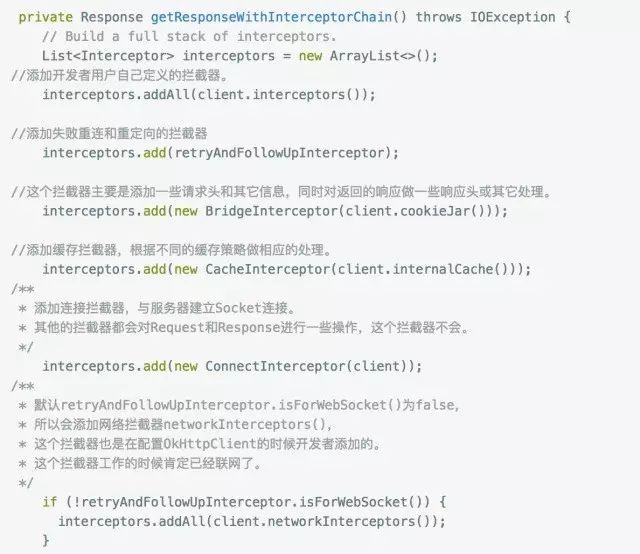 private Response getResponseWithInterceptorChain() throws IOException {
// Build a full stack of interceptors.
List<Interceptor> interceptors = new ArrayList<>();
//添加开发者用户自己定义的拦截器。
interceptors.addAll(client.interceptors());
//添加失败重连和重定向的拦截器
interceptors.add(retryAndFollowUpInterceptor);
//这个拦截器主要是添加一些请求头和其它信息，同时对返回的响应做一些响应头或其它处理。
interceptors.add(new BridgeInterceptor(client.cookieJar()));
//添加缓存拦截器，根据不同的缓存策略做相应的处理。
interceptors.add(new CacheInterceptor(client.internalCache()));
/**
* 添加连接拦截器，与服务器建立Socket连接。
* 其他的拦截器都会对Request和Response进行一些操作，这个拦截器不会。
*/
interceptors.add(new ConnectInterceptor(client));
/**
* 默认retryAndFollowUpInterceptor.isForWebSocket()为false，
* 所以会添加网络拦截器networkInterceptors()，
* 这个拦截器也是在配置OkHttpClient的时候开发者添加的。
* 这个拦截器工作的时候肯定已经联网了。
*/
if (!retryAndFollowUpInterceptor.isForWebSocket()) {
interceptors.addAll(client.networkInterceptors());
}